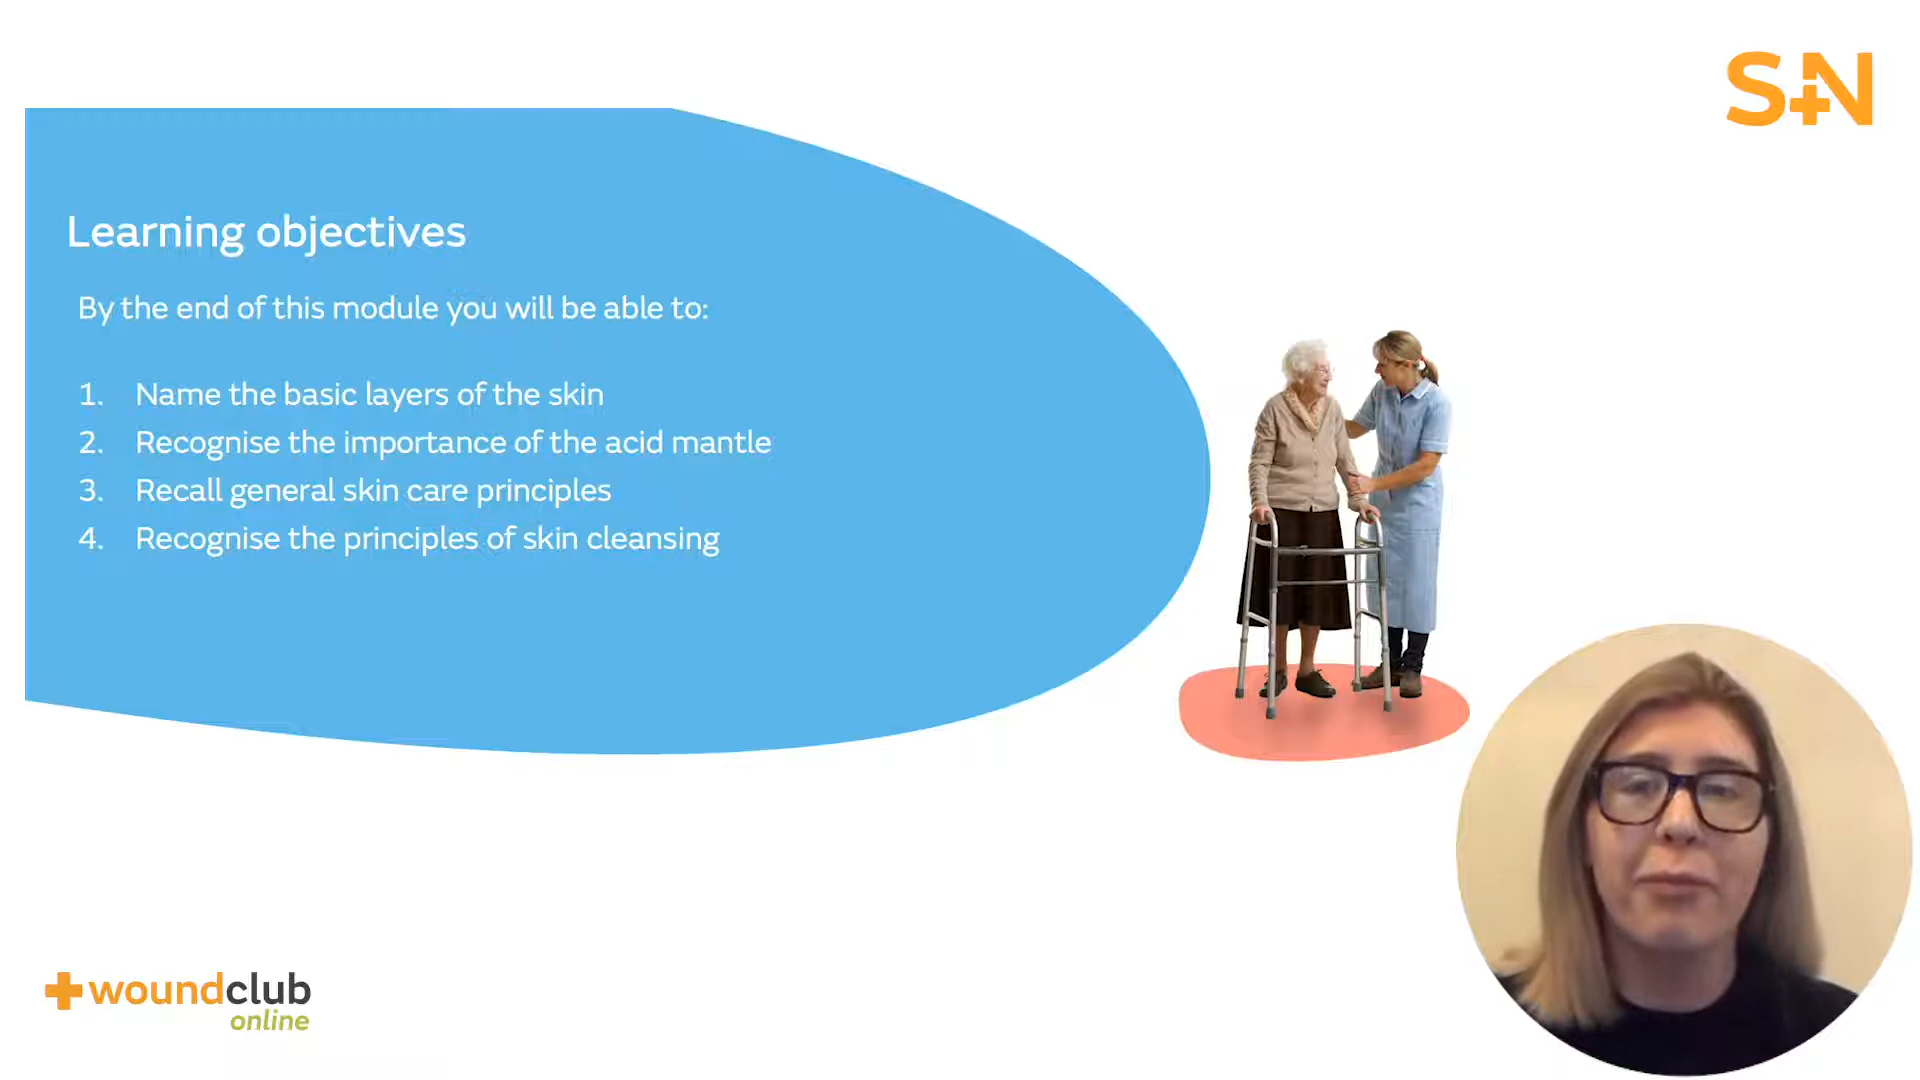 S+N
Learning objectives
By the end of this module you will be able to:
1. Name the basic layers of the skin
2. Recognise the importance of the acid mantle
3. Recall general skin care principles
4. Recognise the principles of skin cleansing
woundclub
online